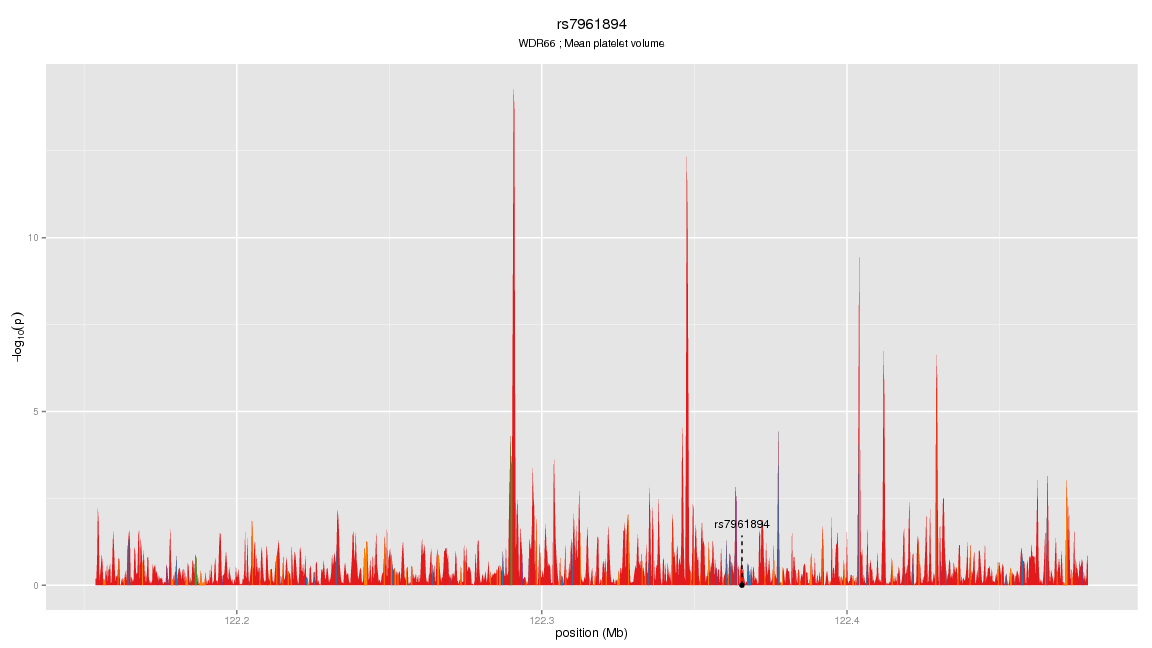 rs7961894
WDR66 ; Mean platelet volume
10
5
0
−log10(p)
rs7961894
122.2
122.3
122.4
position (Mb)